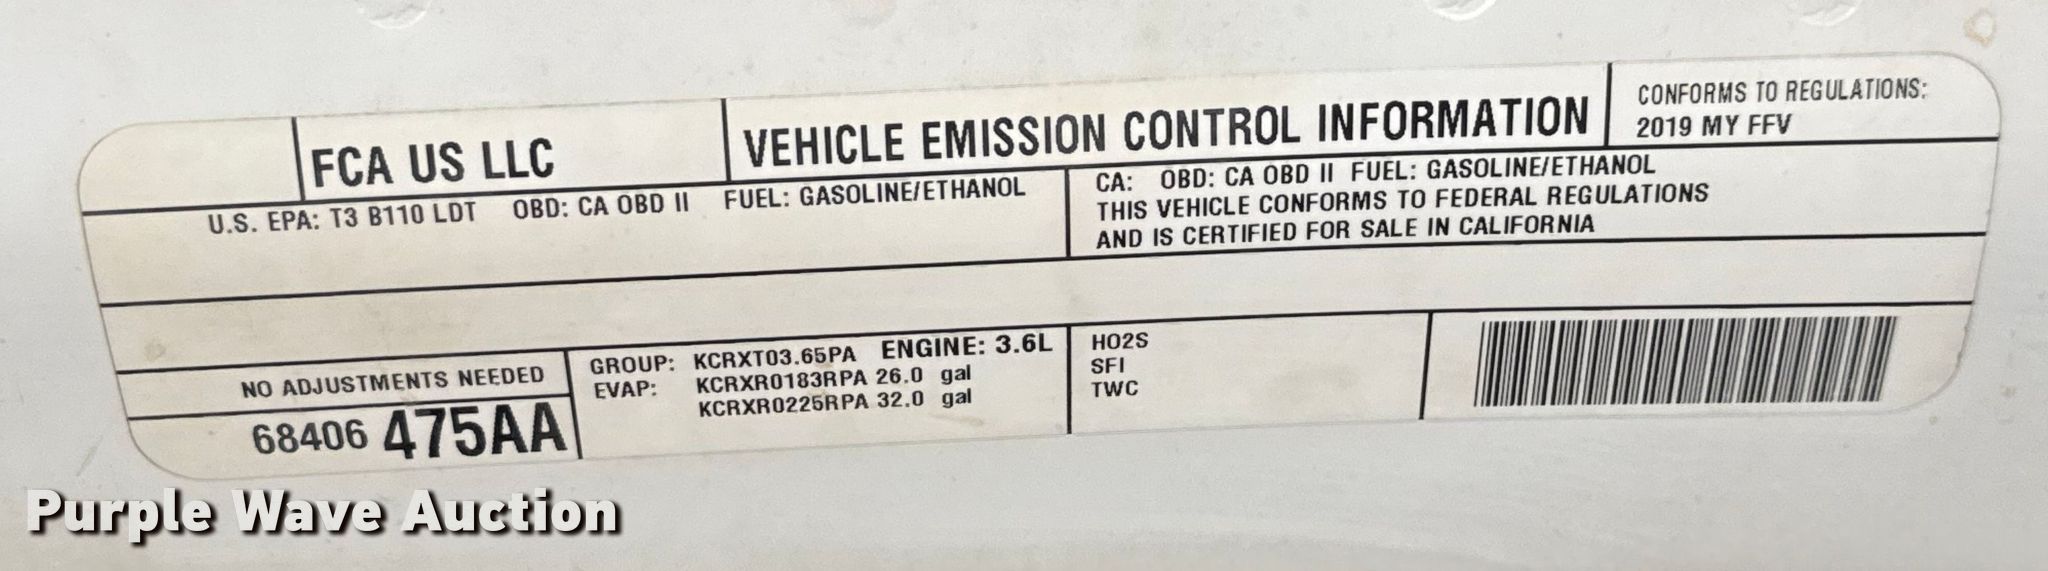 FCA US LLC
VEHICLE EMISSION CONTROL INFORMATION
CONFORMS TO REGULATIONS:
2019 MY FFV
U.S. EPA: T3 B110 LDT OBD: CA OBD II FUEL: GASOLINE/ETHANOL
CA: OBD: CA OBD II FUEL: GASOLINE/ETHANOL
THIS VEHICLE CONFORMS TO FEDERAL REGULATIONS
AND IS CERTIFIED FOR SALE IN CALIFORNIA
NO ADJUSTMENTS NEEDED
68406 475AA
GROUP: KCRXT03.65PA ENGINE: 3.6L
EVAP: KCRXR0183RPA 26.0 gal
KCRXR0225RPA 32.0 gal
HO2S
SFI
TWC
Purple Wave Auction